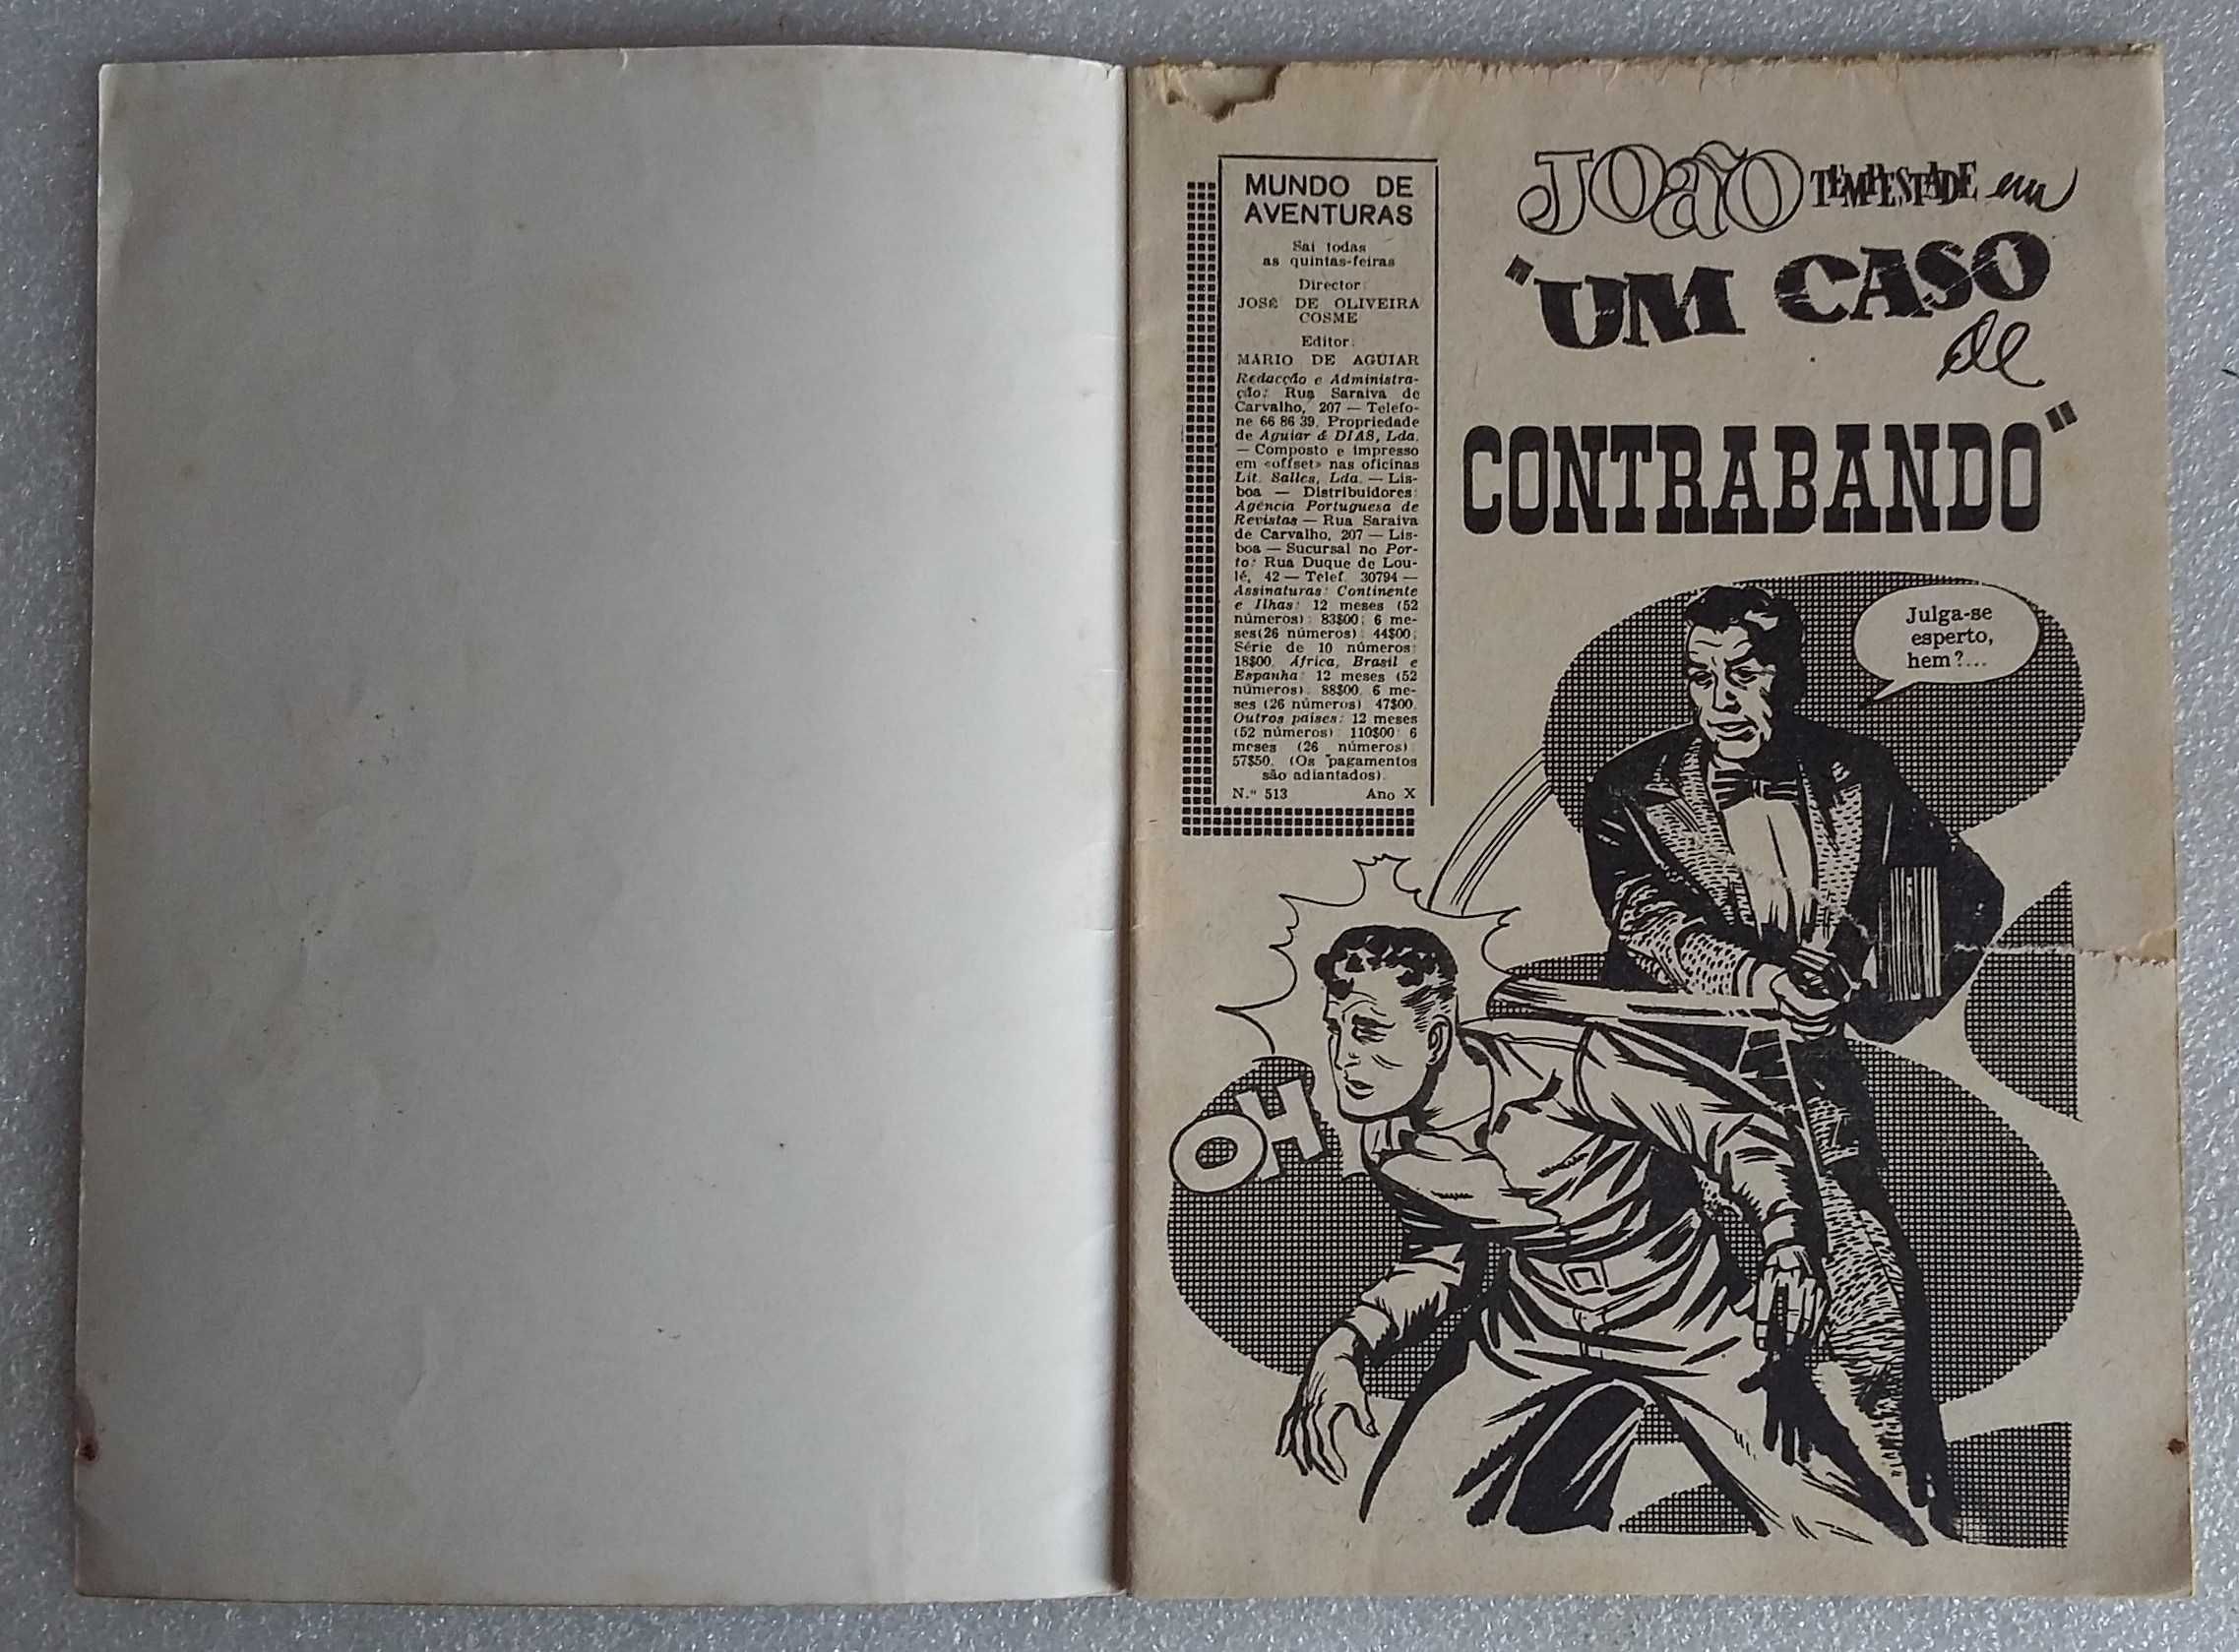 MUNDO DE
AVENTURAS
Sai todas
as quintas-feiras
Director:
JOSÉ DE OLIVEIRA
COSME
Editor:
MÁRIO DE AGUIAR
Redacção e Administra-
ção: Rua Saraiva de
Carvalho, 207 — Telefo-
ne 66 86 39. Propriedade
de Aguiar & DIAS, Lda.
— Composto e impresso
em «offset» nas oficinas
Lit. Salles, Lda. — Lis-
boa — Distribuidores:
Agência Portuguesa de
Revistas — Rua Saraiva
de Carvalho, 207 — Lis-
boa — Sucursal no Por-
to: Rua Duque de Lou-
lé, 42 — Telef. 30794 —
Assinaturas: Continente
e Ilhas: 12 meses (52
números): 83$00; 6 me-
ses(26 números): 44$00;
Série de 10 números:
18$00. África, Brasil e
Espanha: 12 meses (52
números): 88$00. 6 me-
ses (26 números) 47$00.
Outros países: 12 meses
(52 números): 110$00: 6
meses (26 números):
57$50. (Os pagamentos
são adiantados).
N.º 513 Ano X
JOÃO TEMPESTADE em
"UM CASO
de
CONTRABANDO"
Julga-se
esperto,
hem?...
OH